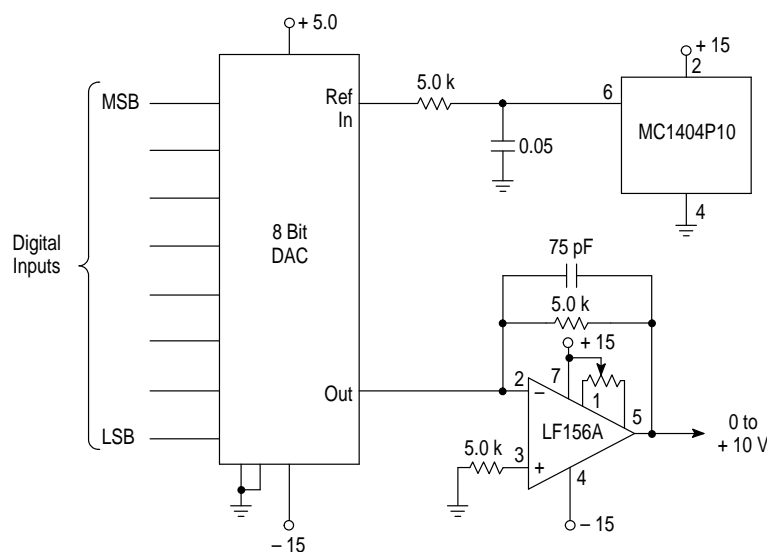 + 5.0
MSB
Ref
In
5.0 k
6
+ 15
2
MC1404P10
0.05
4
Digital
Inputs
8 Bit
DAC
75 pF
5.0 k
+ 15
Out
2
–
7
1
5
LF156A
0 to
+ 10 V
LSB
5.0 k
3
+
4
– 15
– 15